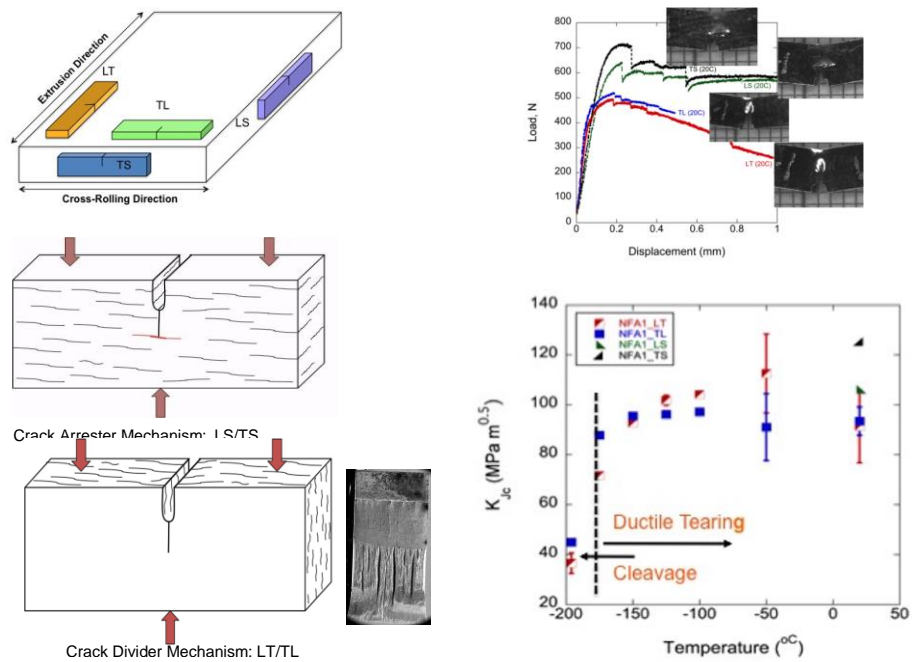 Extrusion Direction
LT
TL
LS
TS
Cross-Rolling Direction
Crack Arrester Mechanism: LS/TS
Crack Divider Mechanism: LT/TL
800
700
600
500
400
300
200
100
0
Load, N
TS (20C)
LS (20C)
TL (20C)
LT (20C)
0 0.2 0.4 0.6 0.8 1
Displacement (mm)
140
120
100
80
60
40
20
K_Jc (MPa m^0.5)
NFA1_LT
NFA1_TL
NFA1_LS
NFA1_TS
Ductile Tearing
Cleavage
-200 -150 -100 -50 0 50
Temperature (°C)